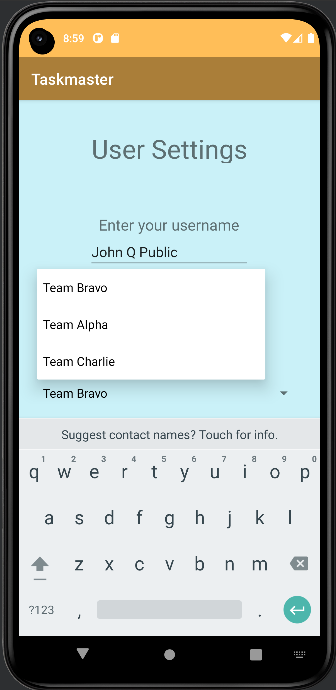 8:59
Taskmaster
User Settings
Enter your username
John Q Public
Team Bravo
Team Alpha
Team Charlie
Team Bravo
Suggest contact names? Touch for info.
1 2 3 4 5 6 7 8 9 0
q w e r t y u i o p
a s d f g h j k l
z x c v b n m
?123 , .